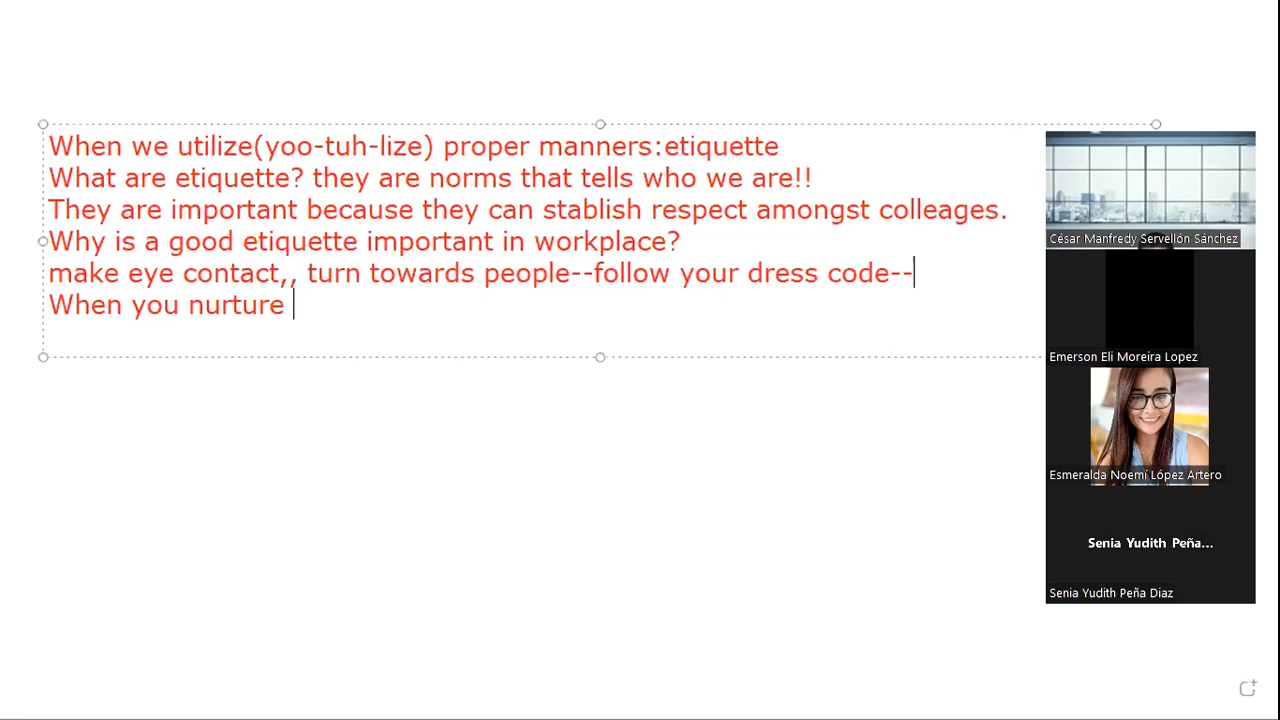 When we utilize(yoo-tuh-lize) proper manners:etiquette
What are etiquette? they are norms that tells who we are!!
They are important because they can stablish respect amongst colleages.
Why is a good etiquette important in workplace?
make eye contact,, turn towards people--follow your dress code--
When you nurture
César Manfredy Servellón Sánchez
Emerson Eli Moreira Lopez
Esmeralda Noemí López Artero
Senia Yudith Peña...
Senia Yudith Peña Diaz